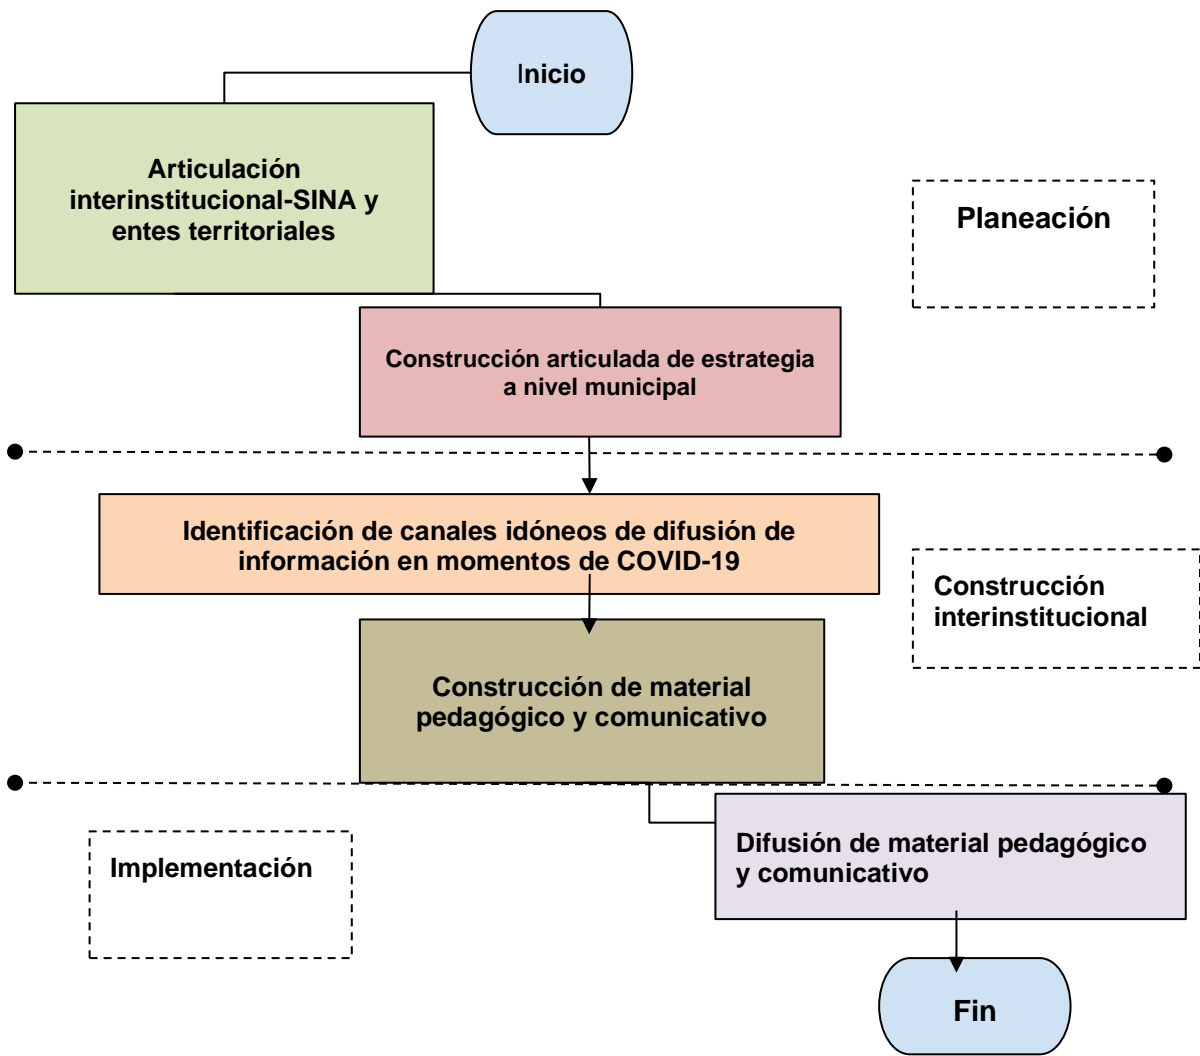 Inicio
Articulación
interinstitucional-SINA y
entes territoriales
Planeación
Construcción articulada de estrategia
a nivel municipal
Identificación de canales idóneos de difusión de
información en momentos de COVID-19
Construcción
interinstitucional
Construcción de material
pedagógico y comunicativo
Implementación
Difusión de material pedagógico
y comunicativo
Fin